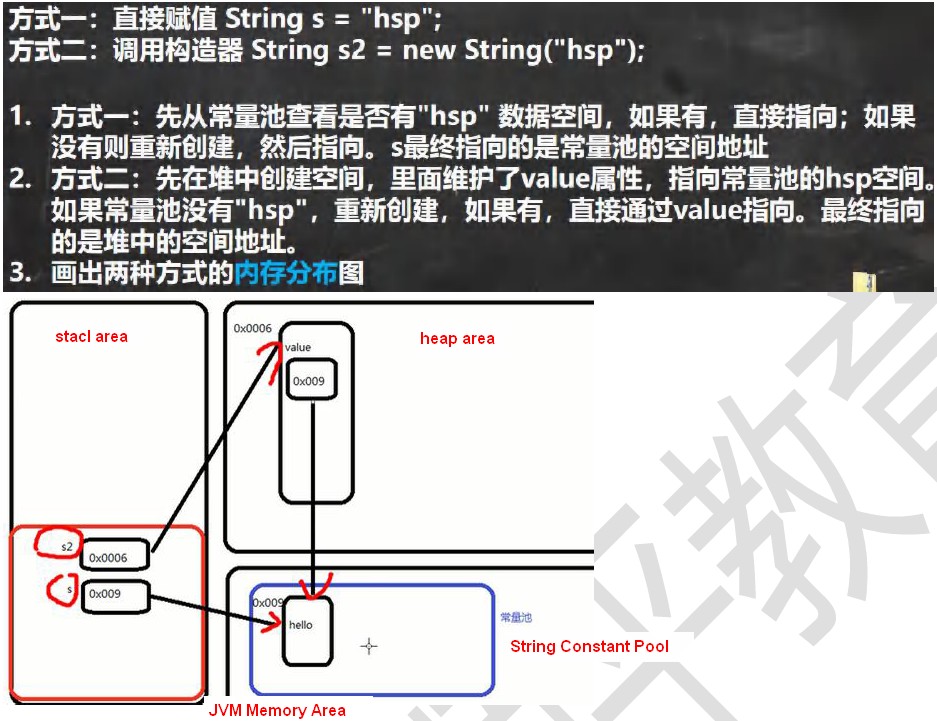 方式一：直接赋值 String s = "hsp";
方式二：调用构造器 String s2 = new String("hsp");
1. 方式一：先从常量池查看是否有"hsp" 数据空间，如果有，直接指向；如果
没有则重新创建，然后指向。s最终指向的是常量池的空间地址
2. 方式二：先在堆中创建空间，里面维护了value属性，指向常量池的hsp空间。
如果常量池没有"hsp"，重新创建，如果有，直接通过value指向。最终指向
的是堆中的空间地址。
3. 画出两种方式的内存分布图
stacl area
0x0006
heap area
value
0x009
s2
0x0006
s
0x009
0x009
hello
常量池
String Constant Pool
JVM Memory Area
平教育